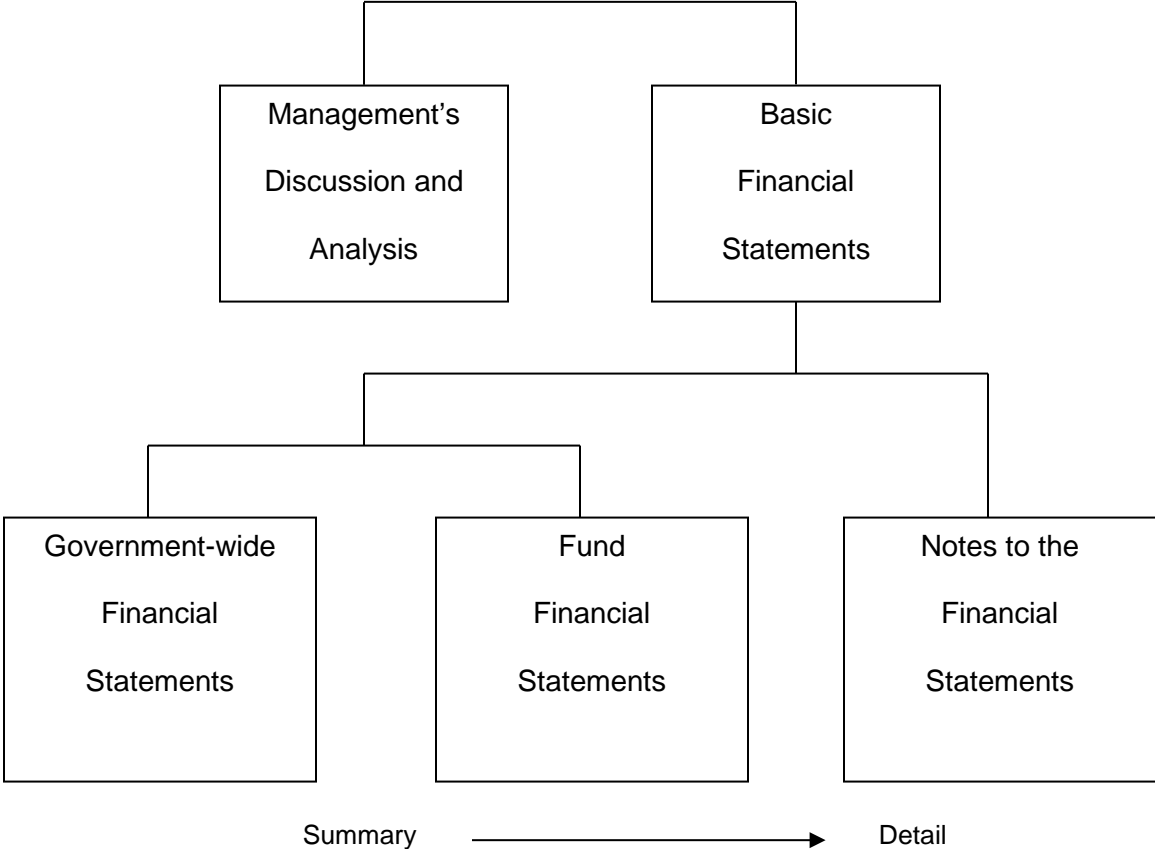 Management’s
Discussion and
Analysis
Basic
Financial
Statements
Government-wide
Financial
Statements
Fund
Financial
Statements
Notes to the
Financial
Statements
Summary
Detail